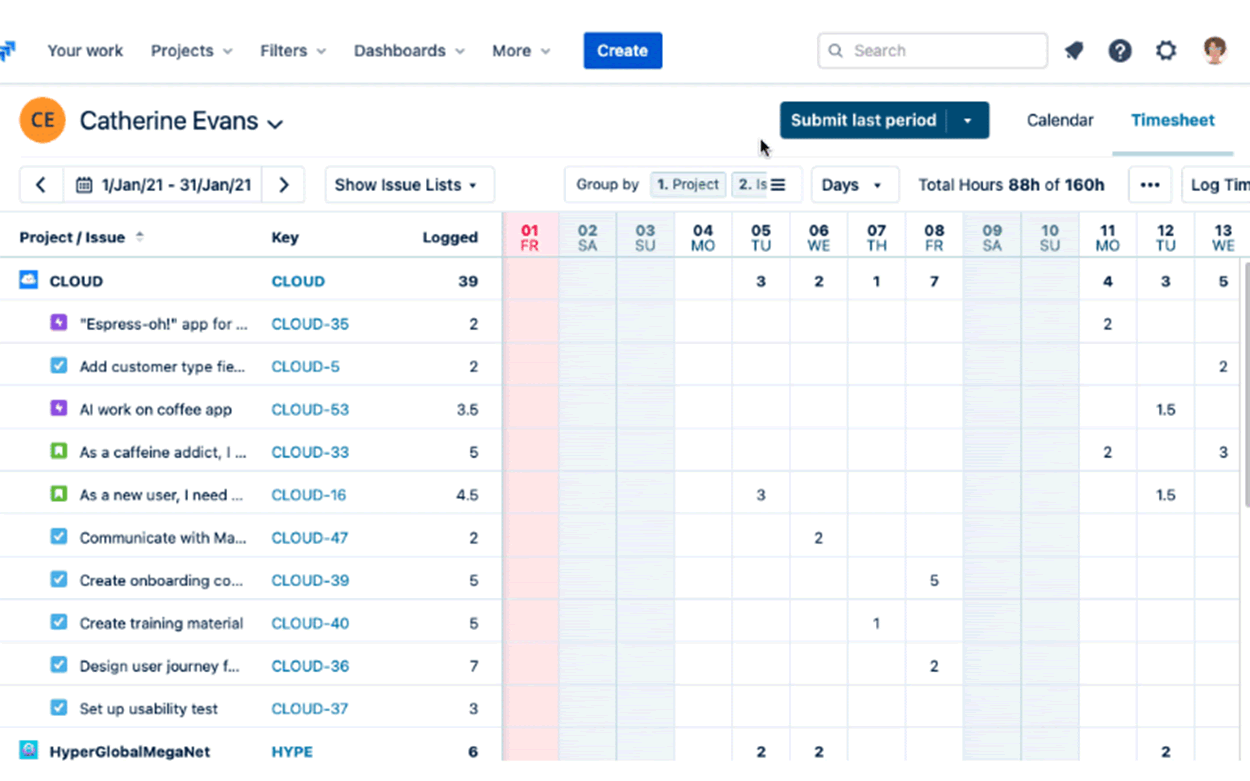 Your work Projects Filters Dashboards More Create Search
CE Catherine Evans Submit last period Calendar Timesheet
1/Jan/21 - 31/Jan/21 Show Issue Lists Group by 1. Project 2. Is Days Total Hours 88h of 160h ••• Log Tim
Project / Issue Key Logged 01 02 03 04 05 06 07 08 09 10 11 12 13
FR SA SU MO TU WE TH FR SA SU MO TU WE
CLOUD CLOUD 39 3 2 1 7 4 3 5
"Espress-oh!" app for ... CLOUD-35 2 2
Add customer type fie... CLOUD-5 2 2
AI work on coffee app CLOUD-53 3.5 1.5
As a caffeine addict, I ... CLOUD-33 5 2 3
As a new user, I need ... CLOUD-16 4.5 3 1.5
Communicate with Ma... CLOUD-47 2 2
Create onboarding co... CLOUD-39 5 5
Create training material CLOUD-40 5 1
Design user journey f... CLOUD-36 7 2
Set up usability test CLOUD-37 3
HyperGlobalMegaNet HYPE 6 2 2 2